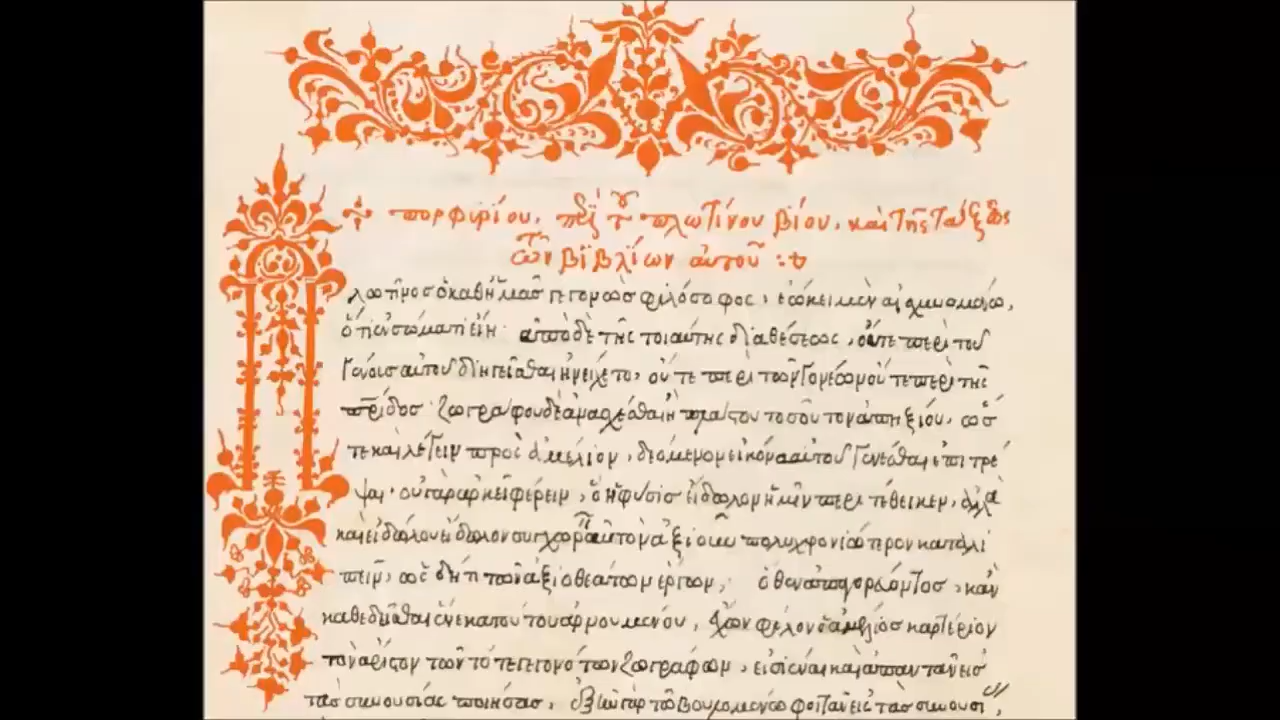 πορφυρίου, περὶ τοῦ πλωτίνου βίου, καὶ τῆς τάξεως
τῶν βιβλίων αὐτοῦ :
Πλωτῖνος ὁ καθ' ἡμᾶς γεγονὼς φιλόσοφος, ἐώκει μὲν αἰσχυνομένω,
ὅτι ἐν σώματι εἴη· ἀπὸ δὲ τῆς τοιαύτης διαθέσεως, οὔτε περὶ τοῦ
γένους αὐτοῦ διηγεῖσθαι ἠνείχετο, οὔτε περὶ τῶν γονέων οὔτε περὶ τῆς
πατρίδος· ζωγράφου δὲ ἀνασχέσθαι ἢ πλάστου τοσοῦτον ἀπηξίου, ὥσ
τε καὶ λέγειν πρὸς ἀμέλιον, δεόμενον εἰκόνα αὐτοῦ γενέσθαι ἐπιτρέ
ψαι· οὐ γὰρ ἀρκεῖ φέρειν, ὃ ἡ φύσις εἴδωλον ἡμῖν περιτέθεικεν, ἀλλὰ
καὶ εἰδώλου εἴδωλον συγχωρεῖν αὐτὸν ἀξιοῦν πολυχρονιώτερον καταλι
πεῖν, ὡς δή τι τῶν ἀξιοθεάτων ἔργων; ὅθεν ἀπαγορεύοντος, καὶ
καθεδεῖσθαι ἕνεκα τούτου ἀρνουμένου, ἔχων φίλον ὁ ἀμέλιος καρτέριον
τὸν ἄριστον τῶν τότε γεγονότων ζωγράφων, εἰσιέναι καὶ ἀπαντᾶν εἰς
τὰς συνουσίας ποιήσας, ἐξῆν γὰρ τῶ βουλομένω φοιτᾶν εἰς τὰς συνουσί